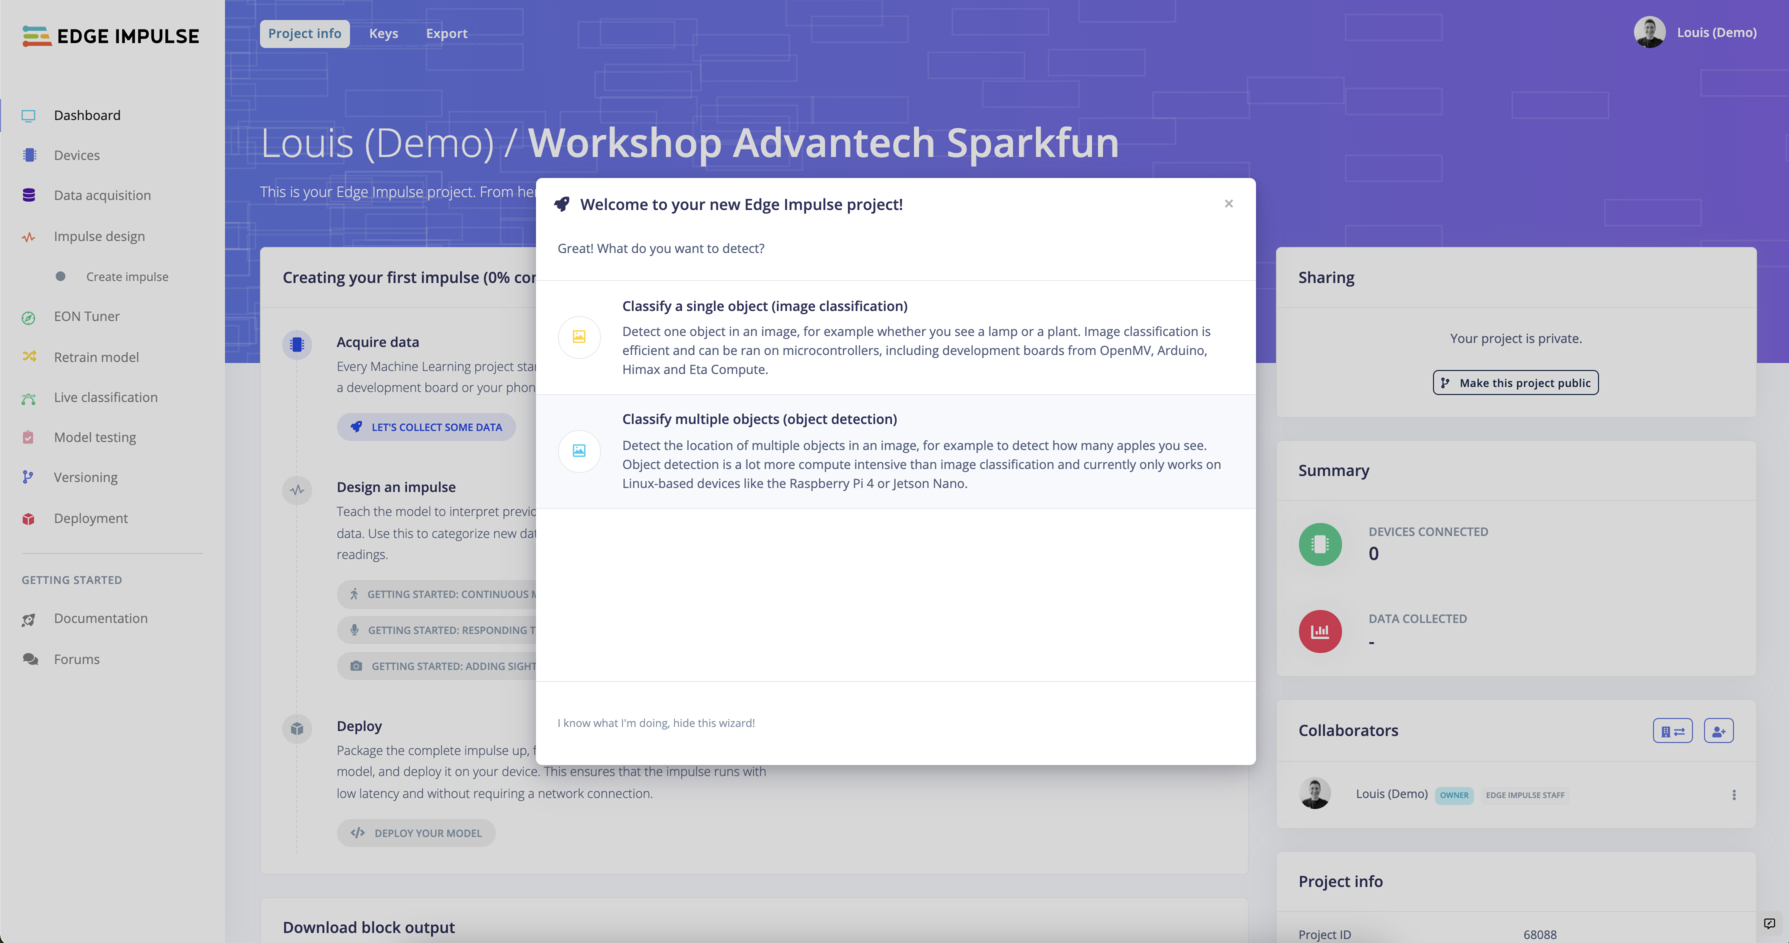 EDGE IMPULSE
Project info
Keys
Export
Louis (Demo)
Dashboard
Devices
Data acquisition
Impulse design
Create impulse
EON Tuner
Retrain model
Live classification
Model testing
Versioning
Deployment
GETTING STARTED
Documentation
Forums
Louis (Demo) / Workshop Advantech Sparkfun
This is your Edge Impulse project. From her
Creating your first impulse (0% con
Acquire data
Every Machine Learning project star
a development board or your phon
LET'S COLLECT SOME DATA
Design an impulse
Teach the model to interpret previo
data. Use this to categorize new dat
readings.
GETTING STARTED: CONTINUOUS M
GETTING STARTED: RESPONDING T
GETTING STARTED: ADDING SIGHT
Deploy
Package the complete impulse up, f
model, and deploy it on your device. This ensures that the impulse runs with
low latency and without requiring a network connection.
DEPLOY YOUR MODEL
Download block output
Welcome to your new Edge Impulse project!
×
Great! What do you want to detect?
Classify a single object (image classification)
Detect one object in an image, for example whether you see a lamp or a plant. Image classification is
efficient and can be ran on microcontrollers, including development boards from OpenMV, Arduino,
Himax and Eta Compute.
Classify multiple objects (object detection)
Detect the location of multiple objects in an image, for example to detect how many apples you see.
Object detection is a lot more compute intensive than image classification and currently only works on
Linux-based devices like the Raspberry Pi 4 or Jetson Nano.
I know what I'm doing, hide this wizard!
Sharing
Your project is private.
Make this project public
Summary
DEVICES CONNECTED
0
DATA COLLECTED
-
Collaborators
Louis (Demo) OWNER EDGE IMPULSE STAFF
Project info
Project ID 68088